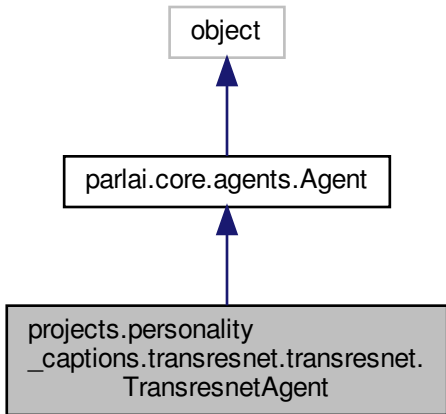 object
parlai.core.agents.Agent
projects.personality
_captions.transresnet.transresnet.
TransresnetAgent